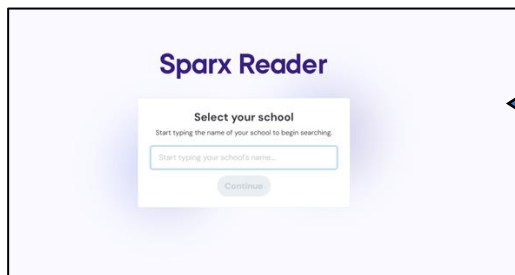 Sparx Reader
Select your school
Start typing the name of your school to begin searching.
Start typing your school's name...
Continue